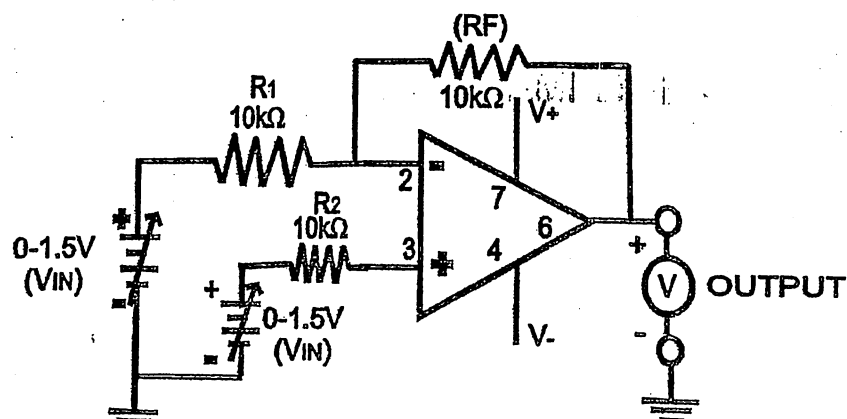 (RF)
10kΩ
R1
10kΩ
V+
2
-
7
R2
10kΩ
6
3
+
4
+
0-1.5V
(VIN)
-
+
0-1.5V
(VIN)
-
V-
+
V
OUTPUT
-